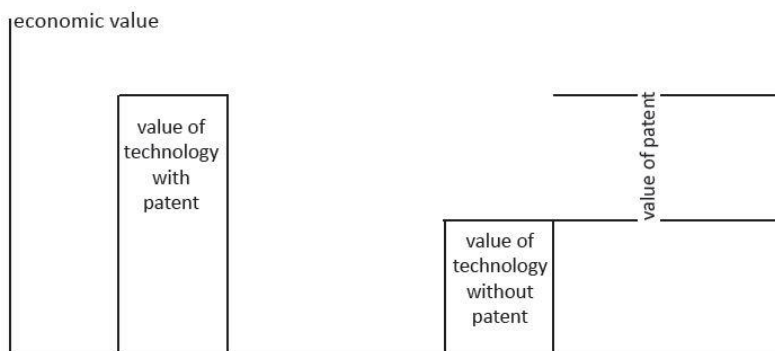 economic value
value of
technology
with
patent
value of patent
value of
technology
without
patent